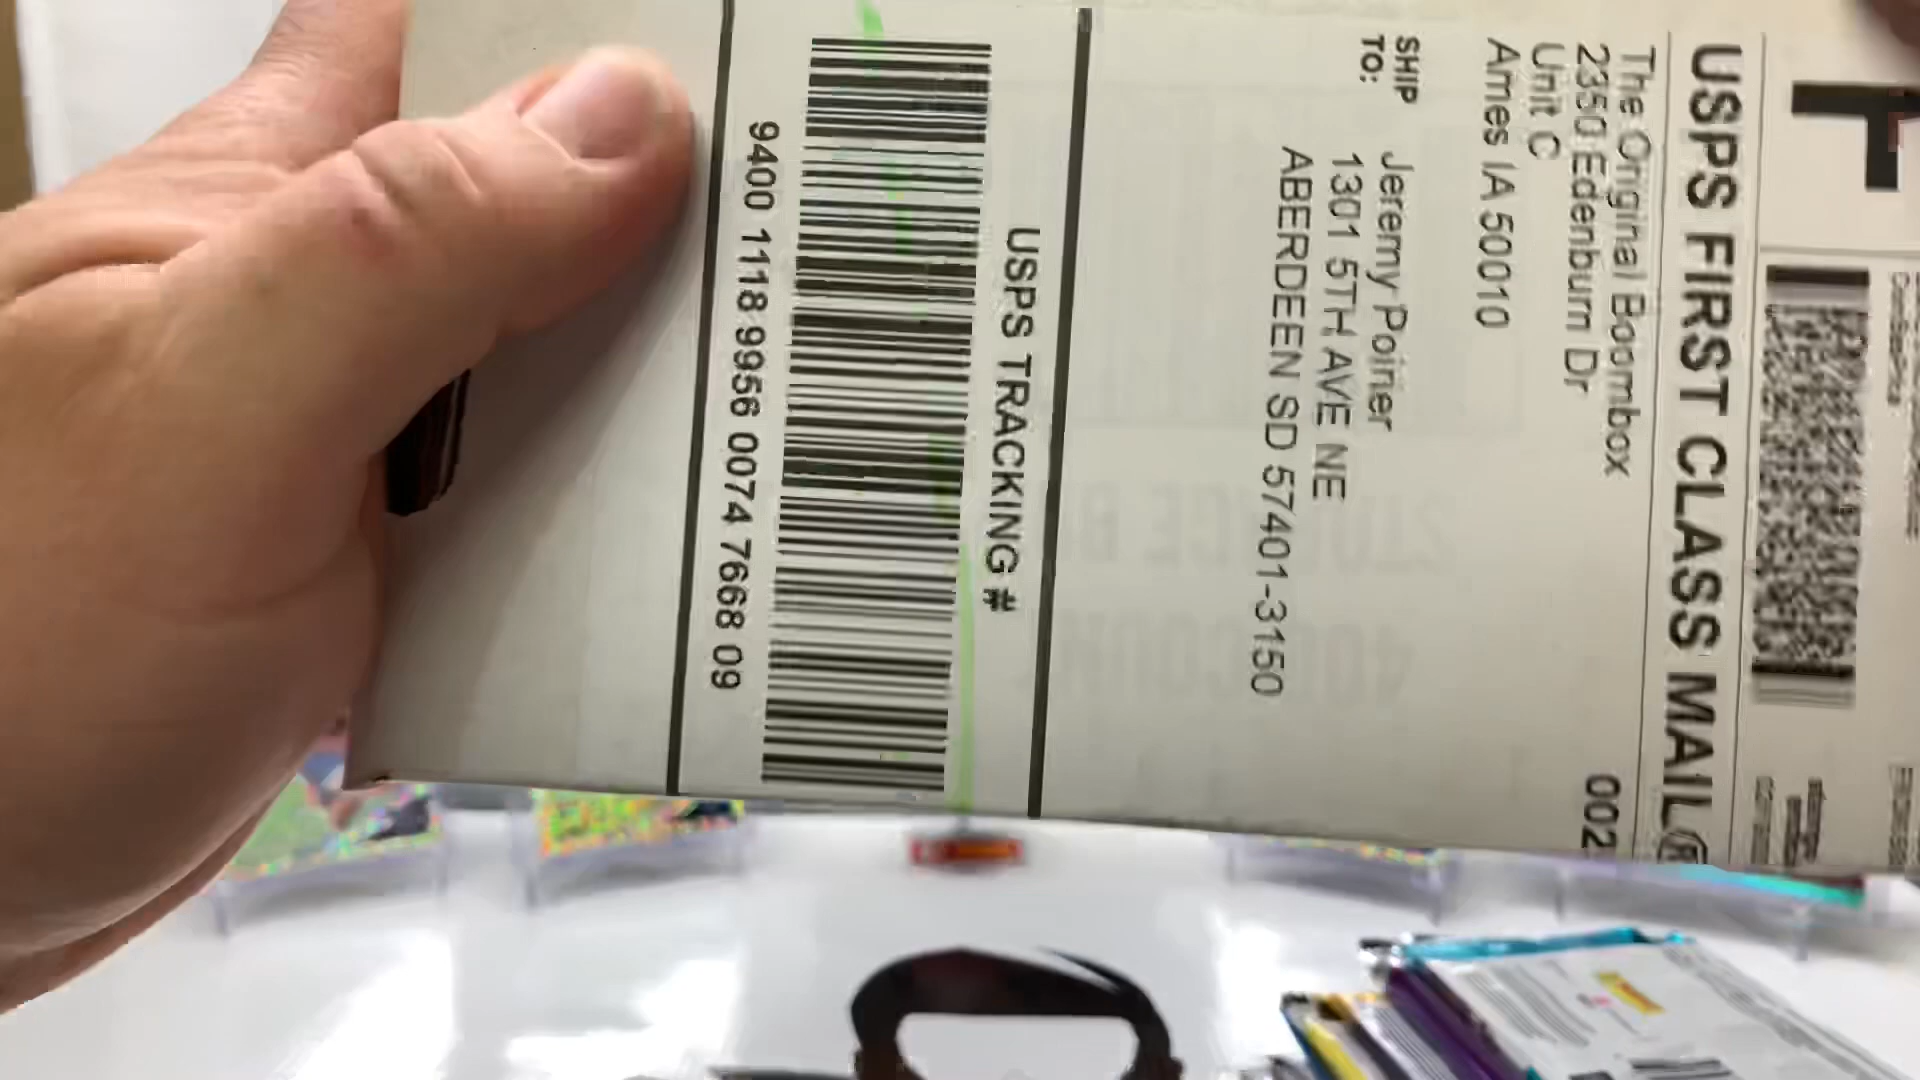 USPS FIRST CLASS MAIL®
The Original Boombox
2350 Edenburn Dr
Unit C
Ames IA 50010
002
SHIP
TO:
Jeremy Poirier
1301 5TH AVE NE
ABERDEEN SD 57401-3150
USPS TRACKING #
9400 1118 9956 0074 7668 09